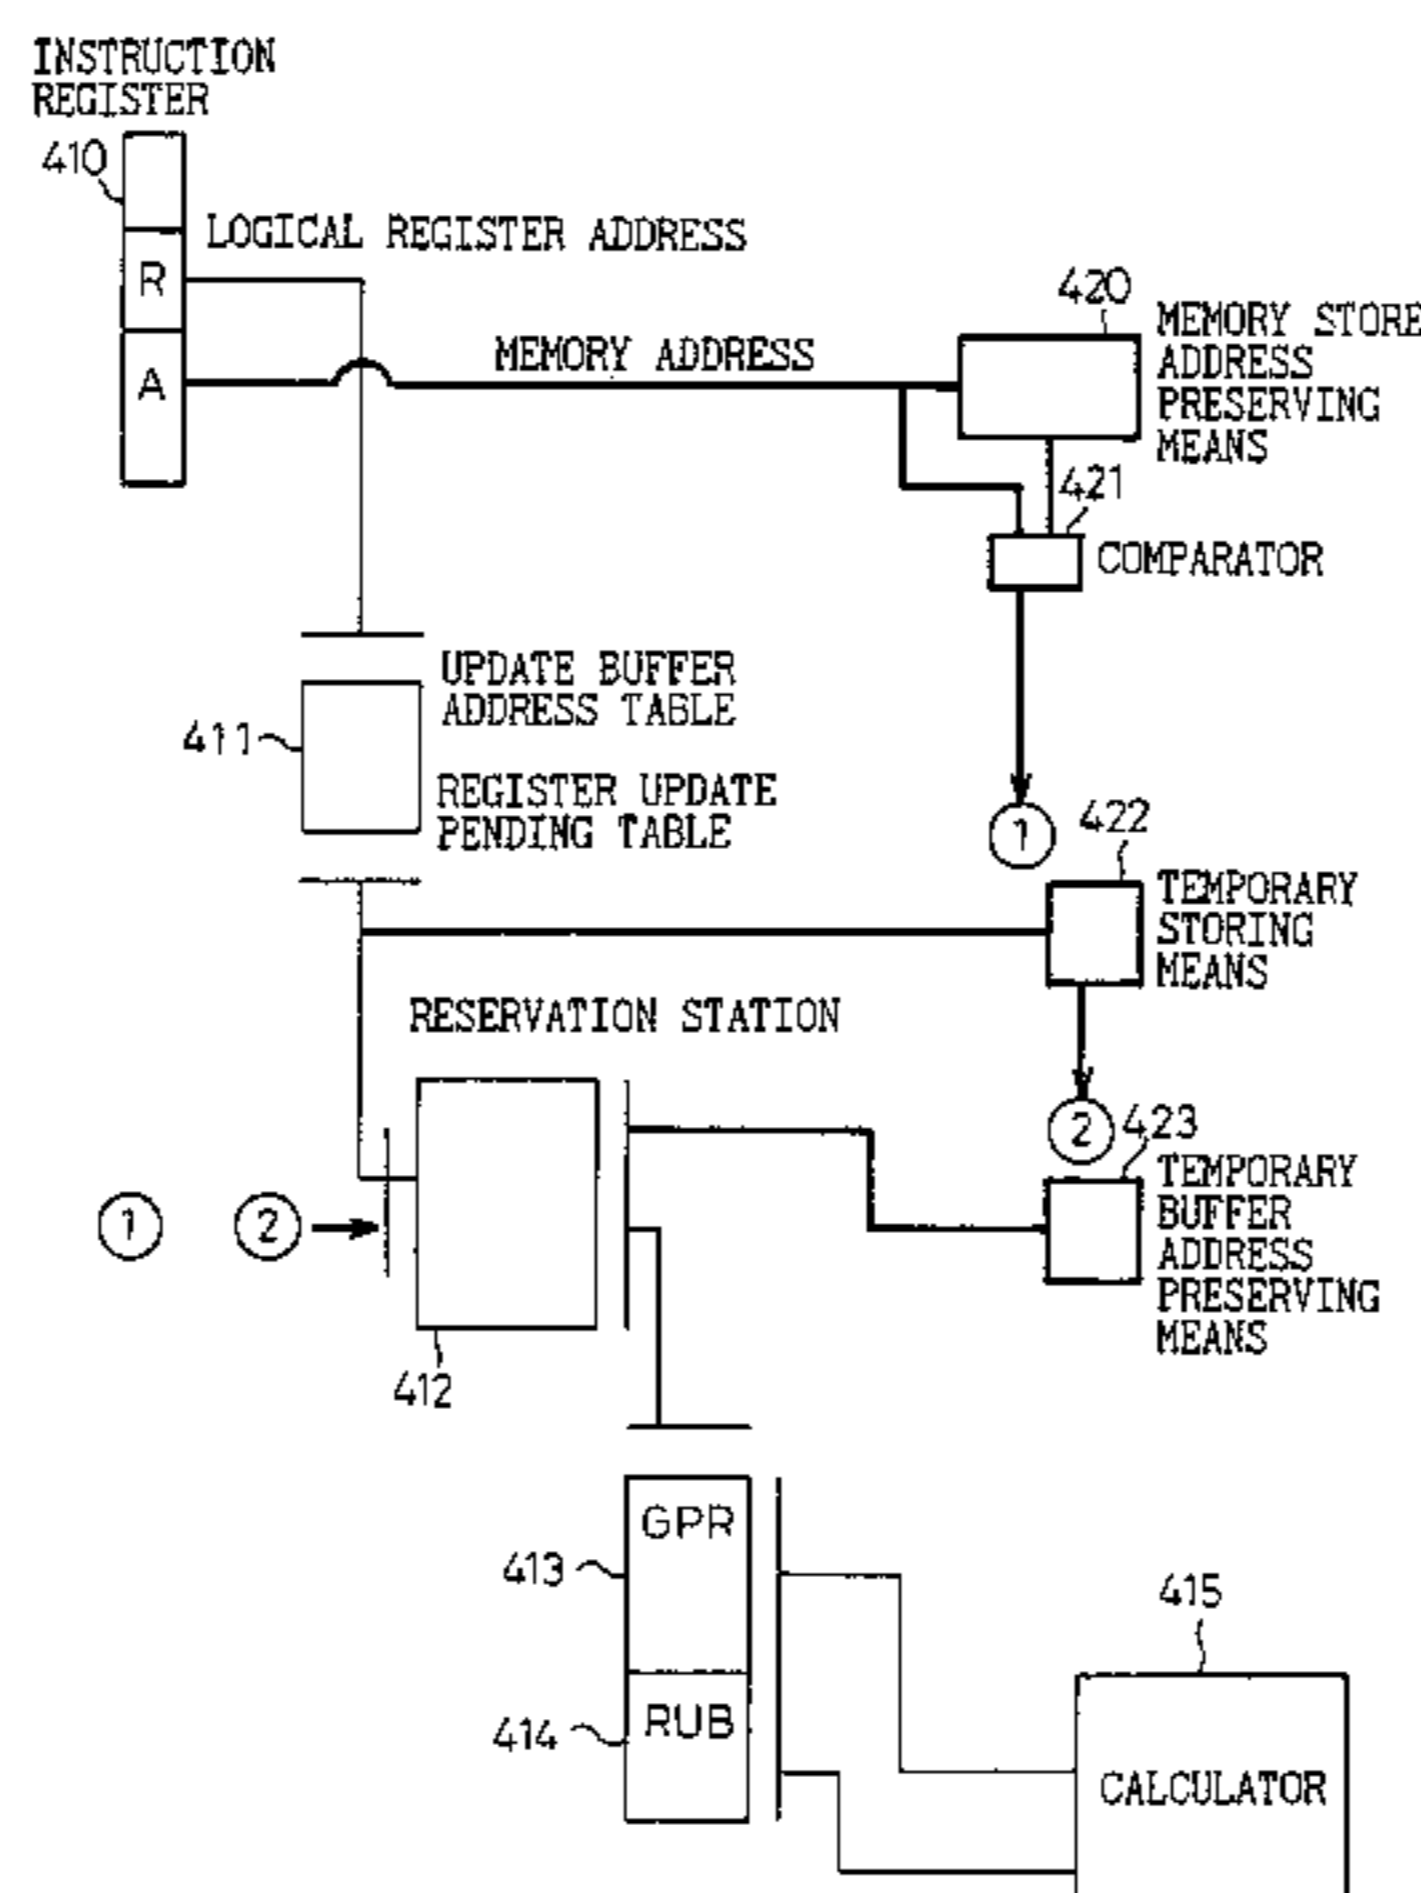 INSTRUCTION
REGISTER
410
LOGICAL REGISTER ADDRESS
R
420
MEMORY STORE
ADDRESS
PRESERVING
MEANS
MEMORY ADDRESS
A
421
COMPARATOR
UPDATE BUFFER
ADDRESS TABLE
411
REGISTER UPDATE
PENDING TABLE
1
422
TEMPORARY
STORING
MEANS
RESERVATION STATION
2
423
TEMPORARY
BUFFER
ADDRESS
PRESERVING
MEANS
1
2
412
GPR
413
415
RUB
414
CALCULATOR